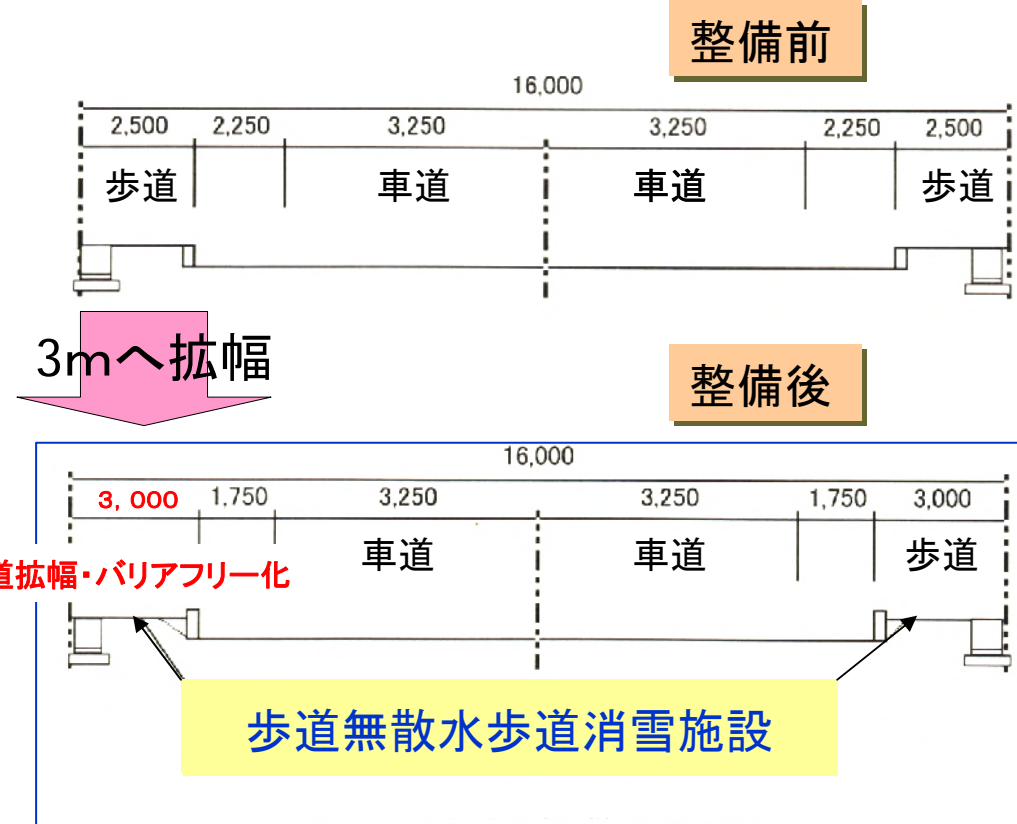 整備前
16,000
2,500 2,250 3,250 3,250 2,250 2,500
歩道 車道 車道 歩道
3mへ拡幅
整備後
16,000
3,000 1,750 3,250 3,250 1,750 3,000
車道 車道 歩道
道拡幅・バリアフリー化
歩道無散水歩道消雪施設